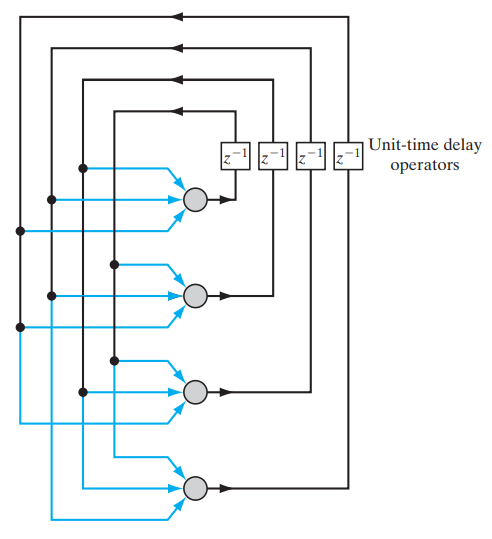 z⁻¹ z⁻¹ z⁻¹ z⁻¹ Unit-time delay
operators